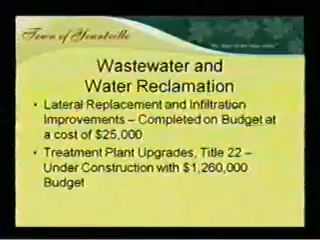 Town of Yountville
Wastewater and
Water Reclamation
• Lateral Replacement and Infiltration
Improvements – Completed on Budget at
a cost of $25,000
• Treatment Plant Upgrades, Title 22 –
Under Construction with $1,260,000
Budget